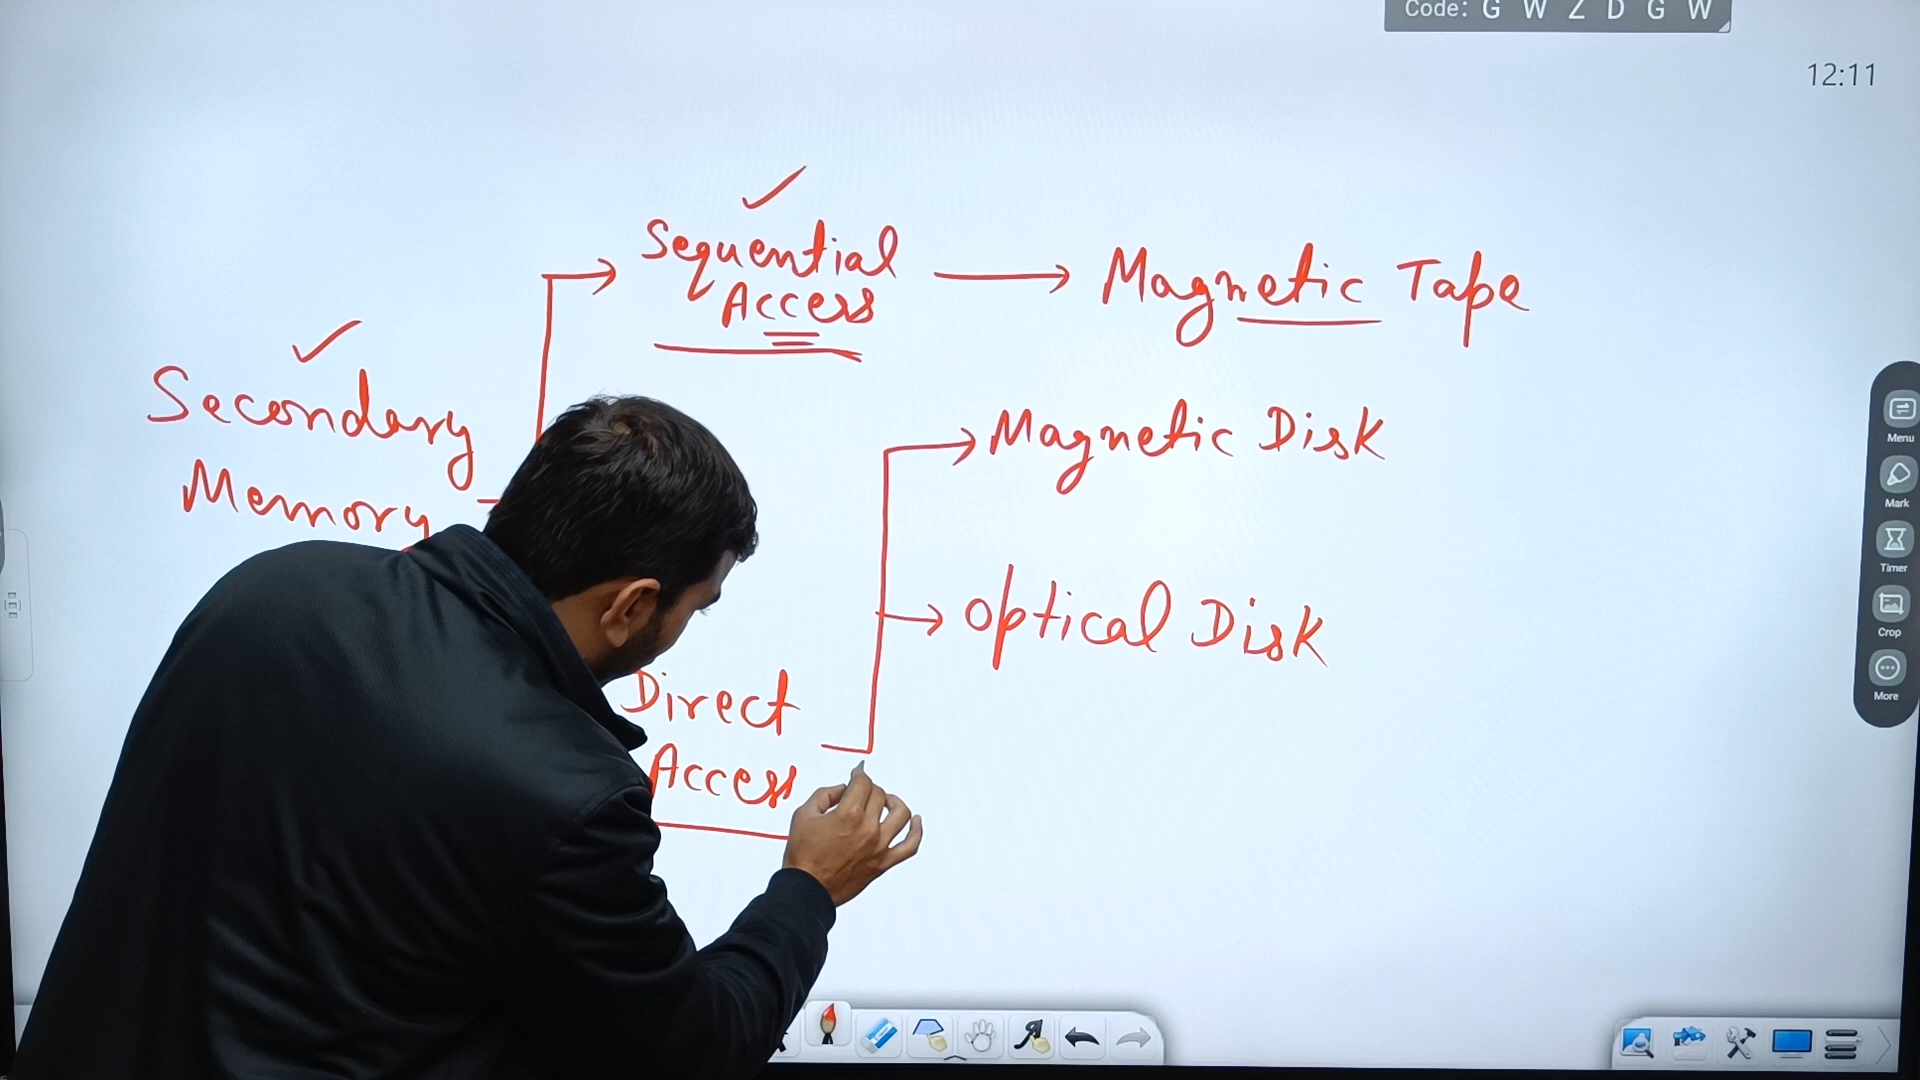 Code: G W Z D G W
12:11
Sequential
Access
Magnetic Tape
Secondary
Memory
Magnetic Disk
Optical Disk
Direct
Access
Menu
Mark
Timer
Crop
More